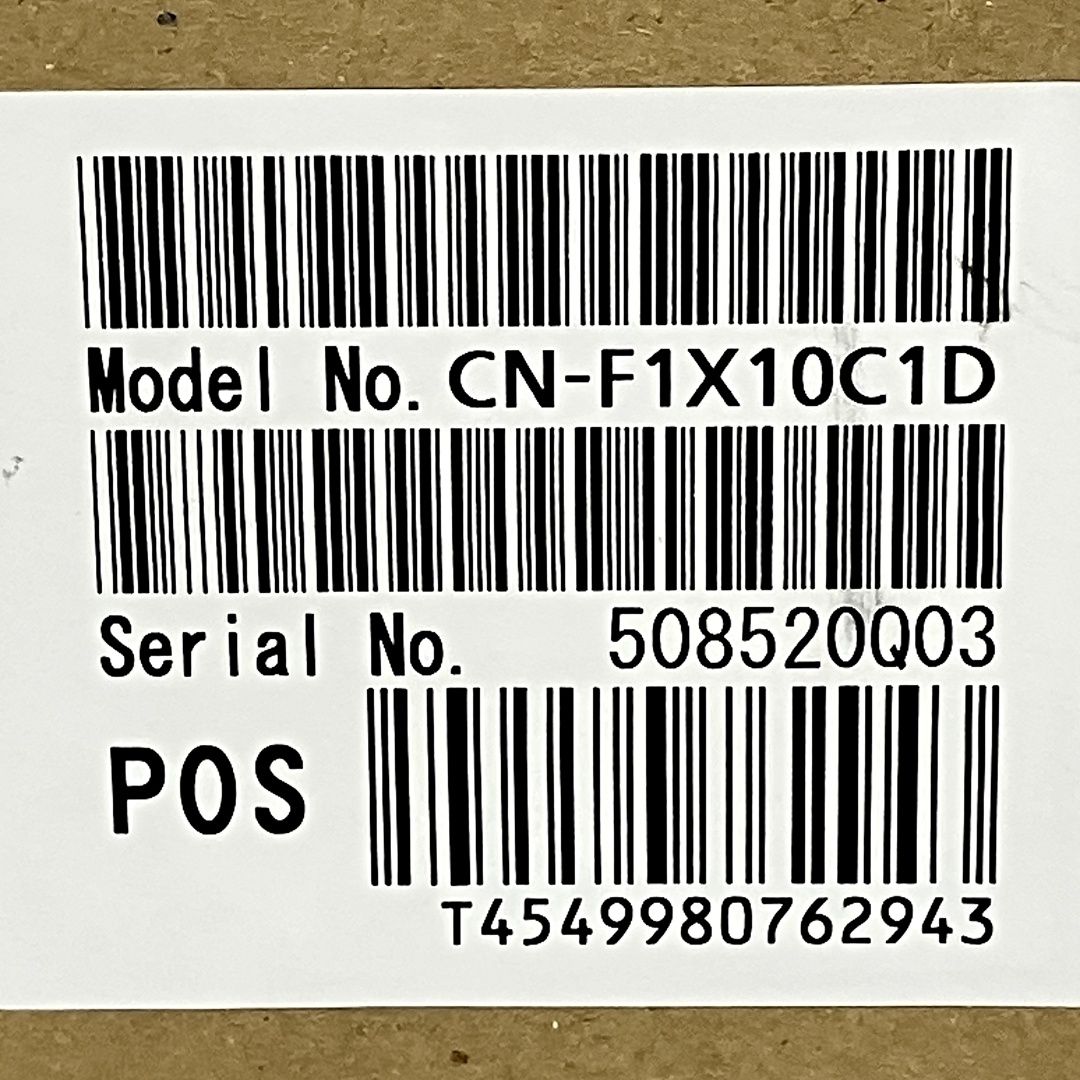 Model No. CN-F1X10C1D
Serial No. 508520Q03
POS
T4549980762943